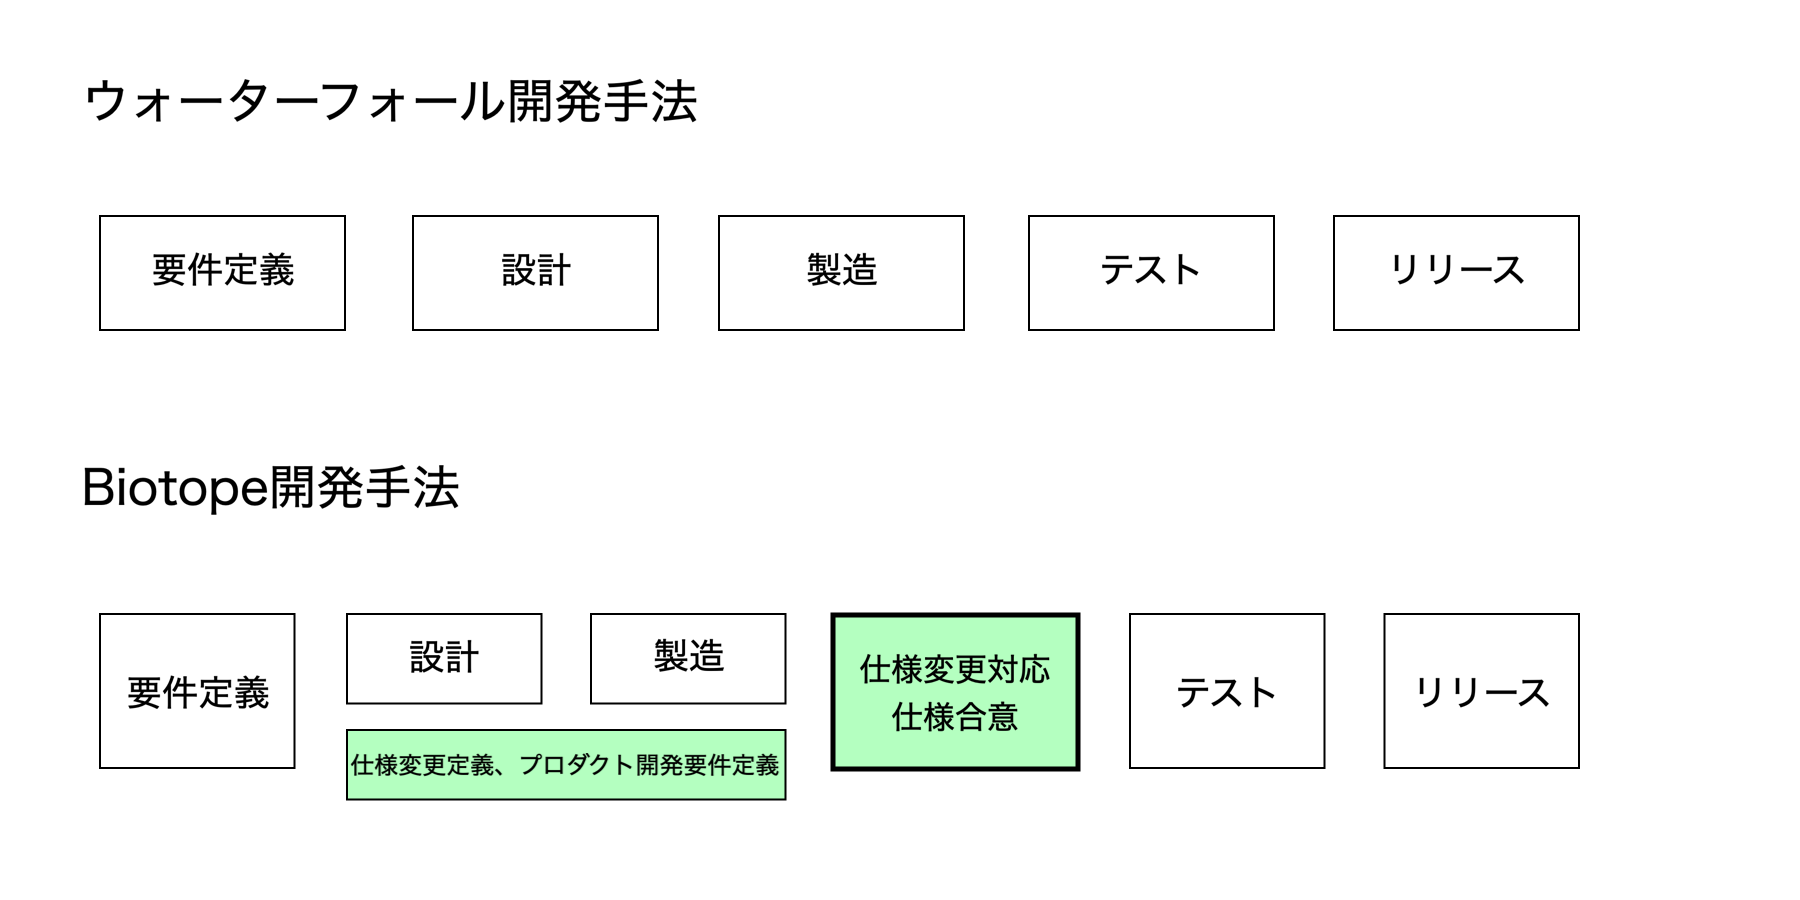 ウォーターフォール開発手法
要件定義
設計
製造
テスト
リリース
Biotope開発手法
要件定義
設計
製造
仕様変更定義、プロダクト開発要件定義
仕様変更対応
仕様合意
テスト
リリース